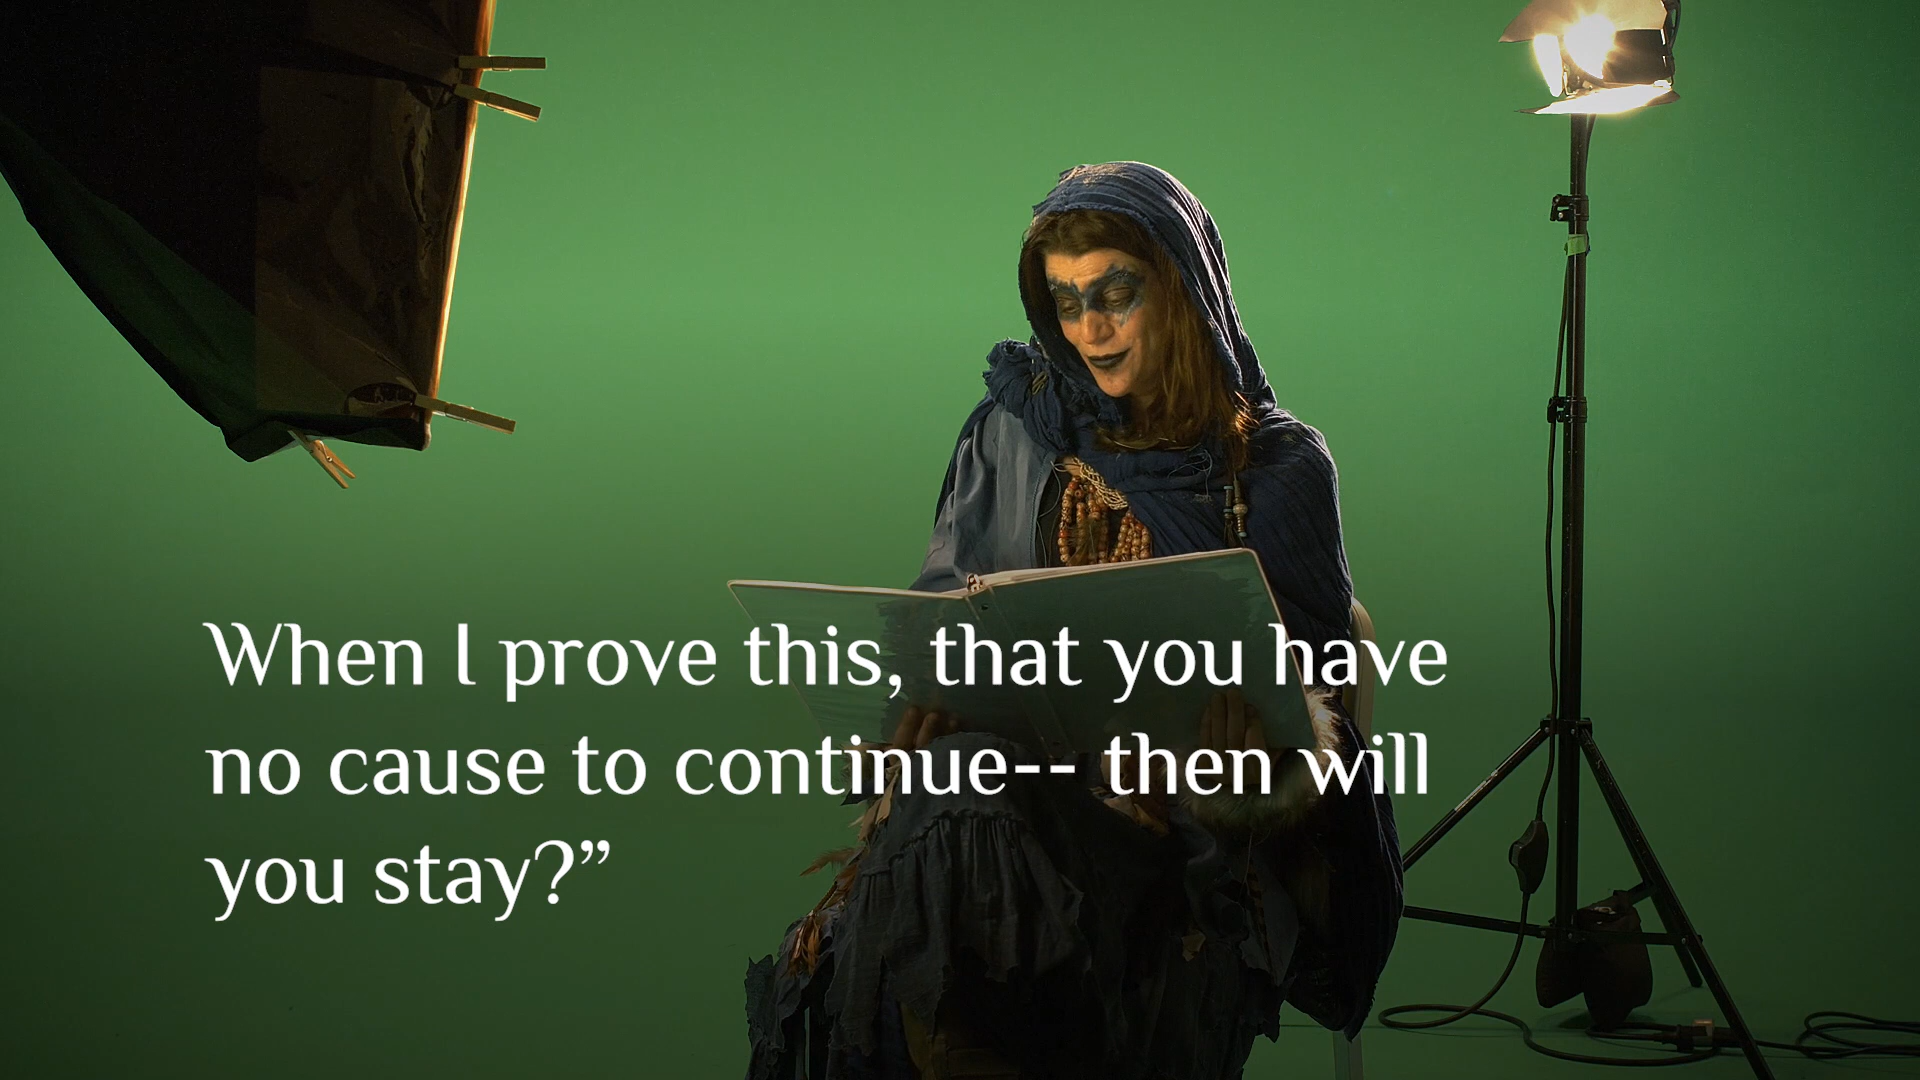 When I prove this, that you have
no cause to continue-- then will
you stay?”